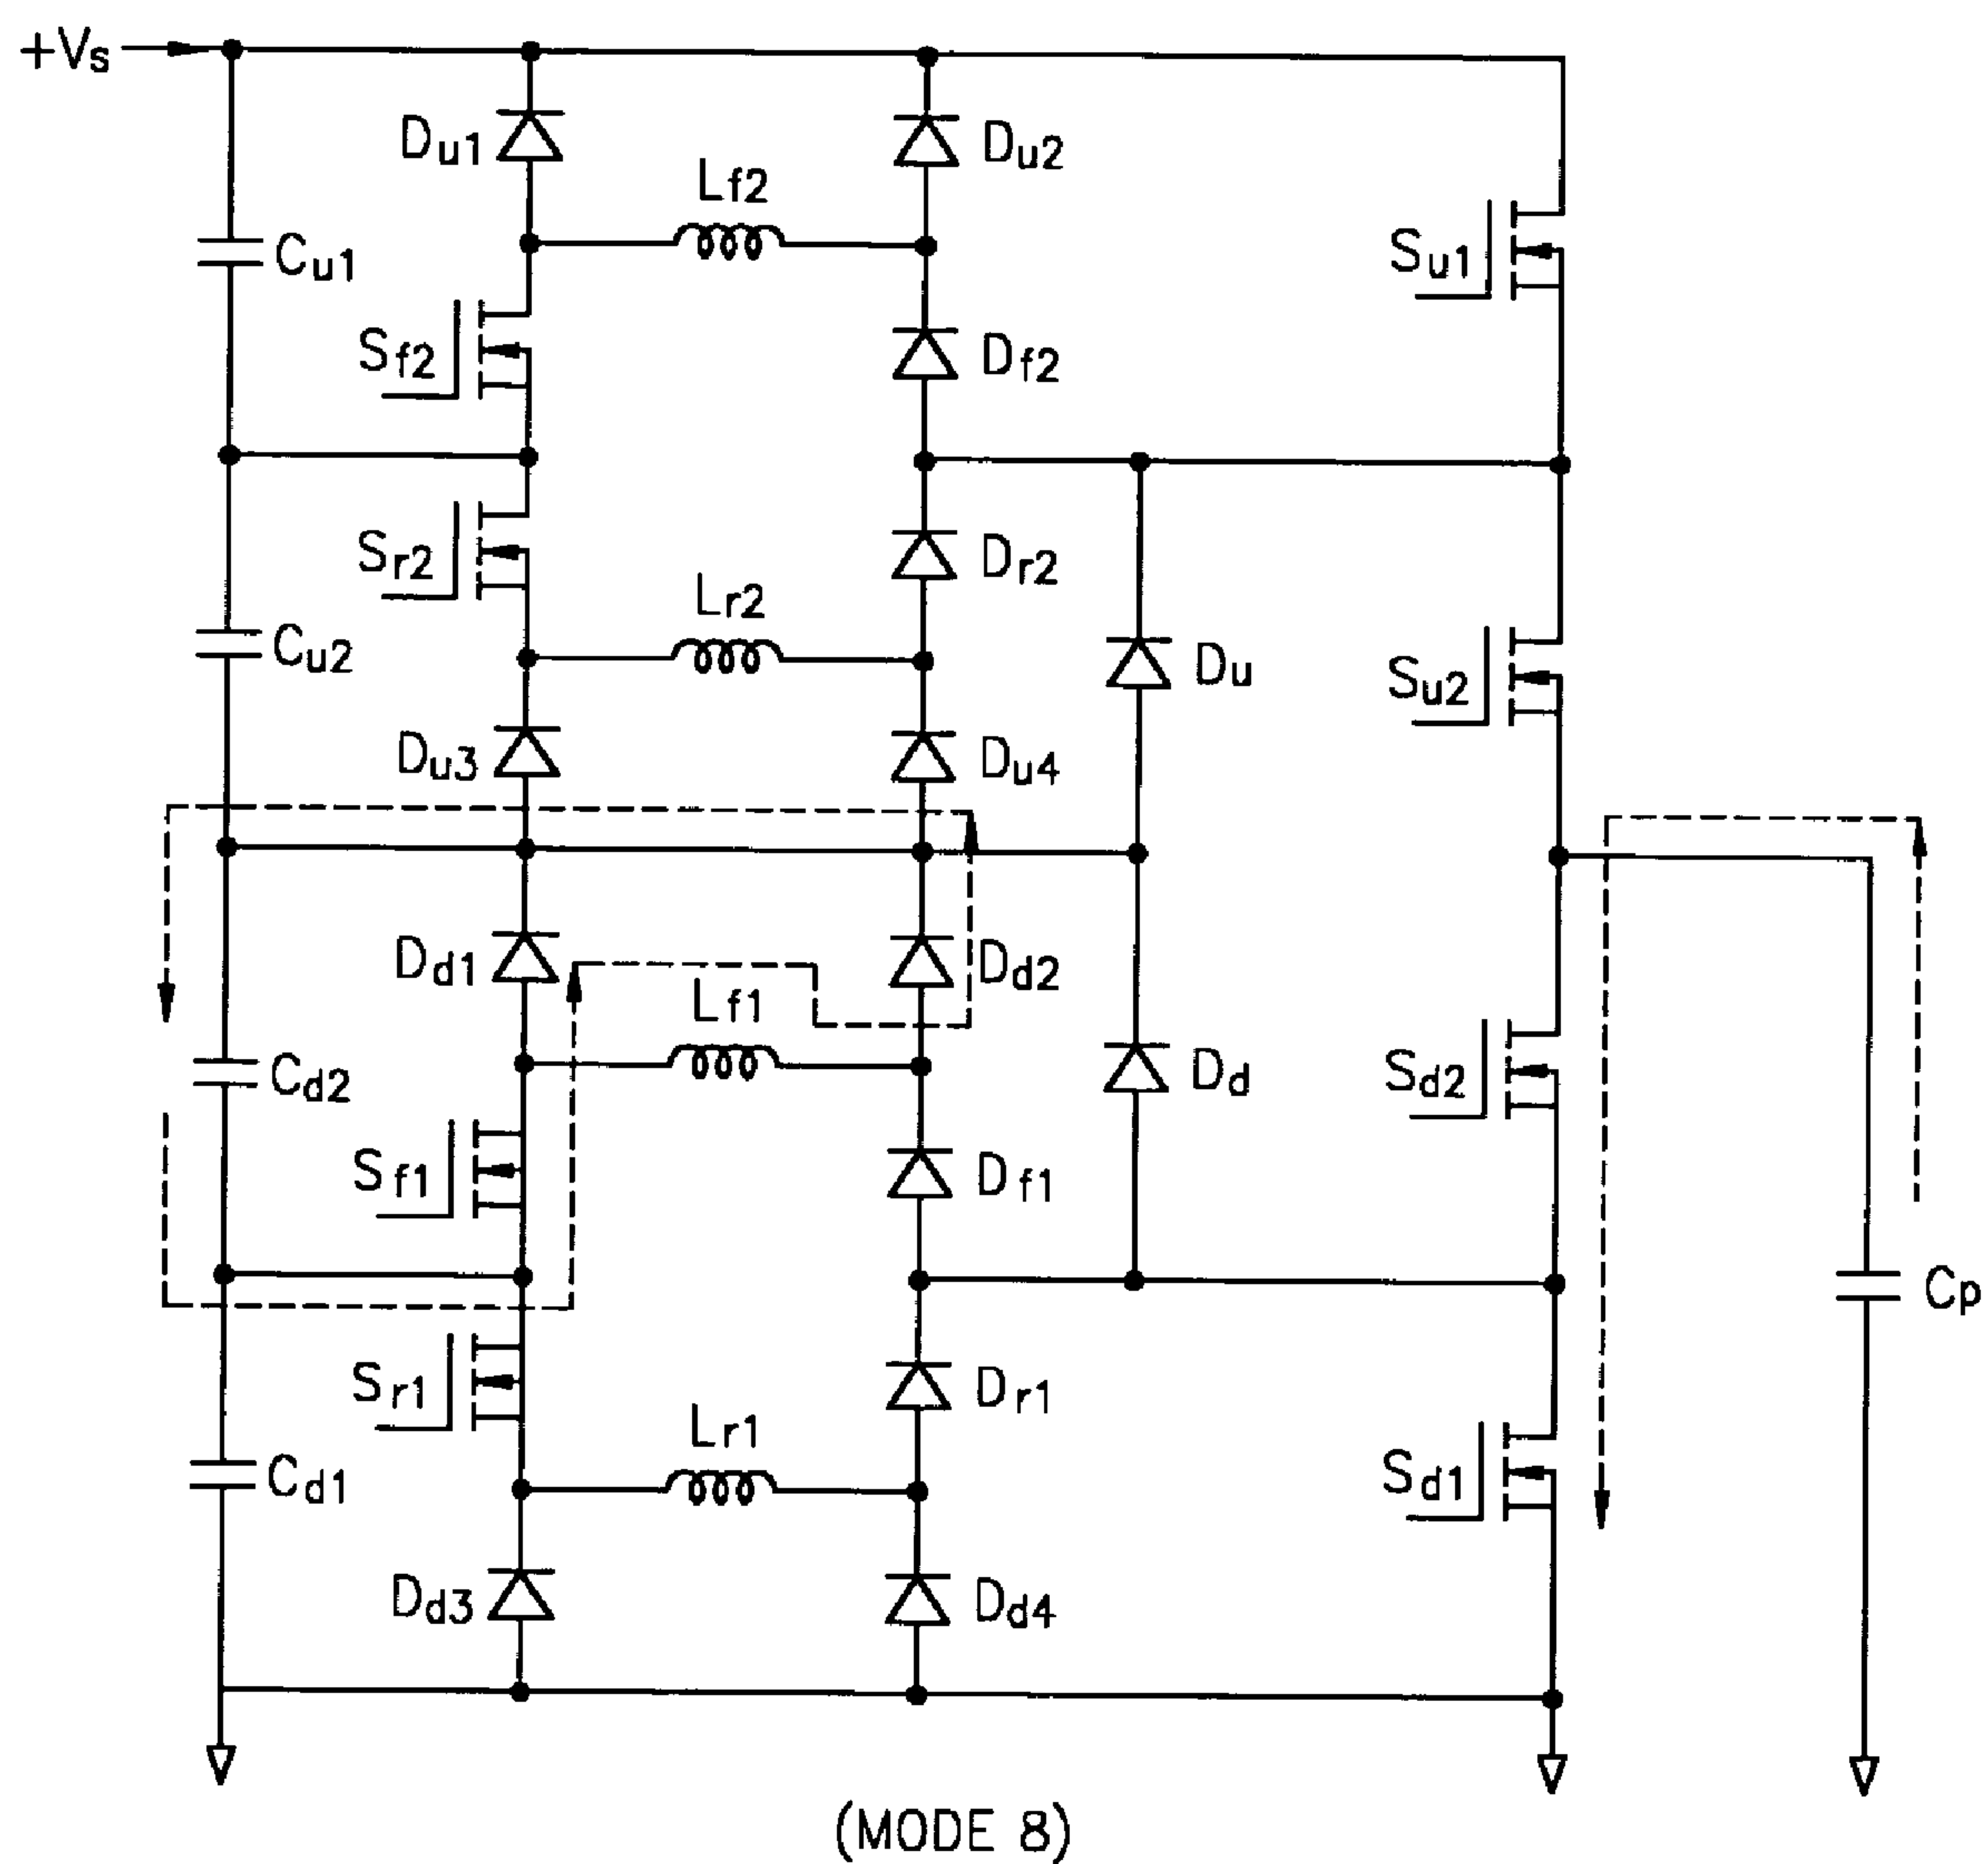 +Vs
Du1
Du2
Lf2
Cu1
Su1
Sf2
Df2
Sr2
Dr2
Lr2
Cu2
Du
Su2
Du3
Du4
Dd1
Dd2
Lf1
Cd2
Dd
Sd2
Sf1
Df1
Cp
Sr1
Dr1
Lr1
Cd1
Sd1
Dd3
Dd4
(MODE 8)